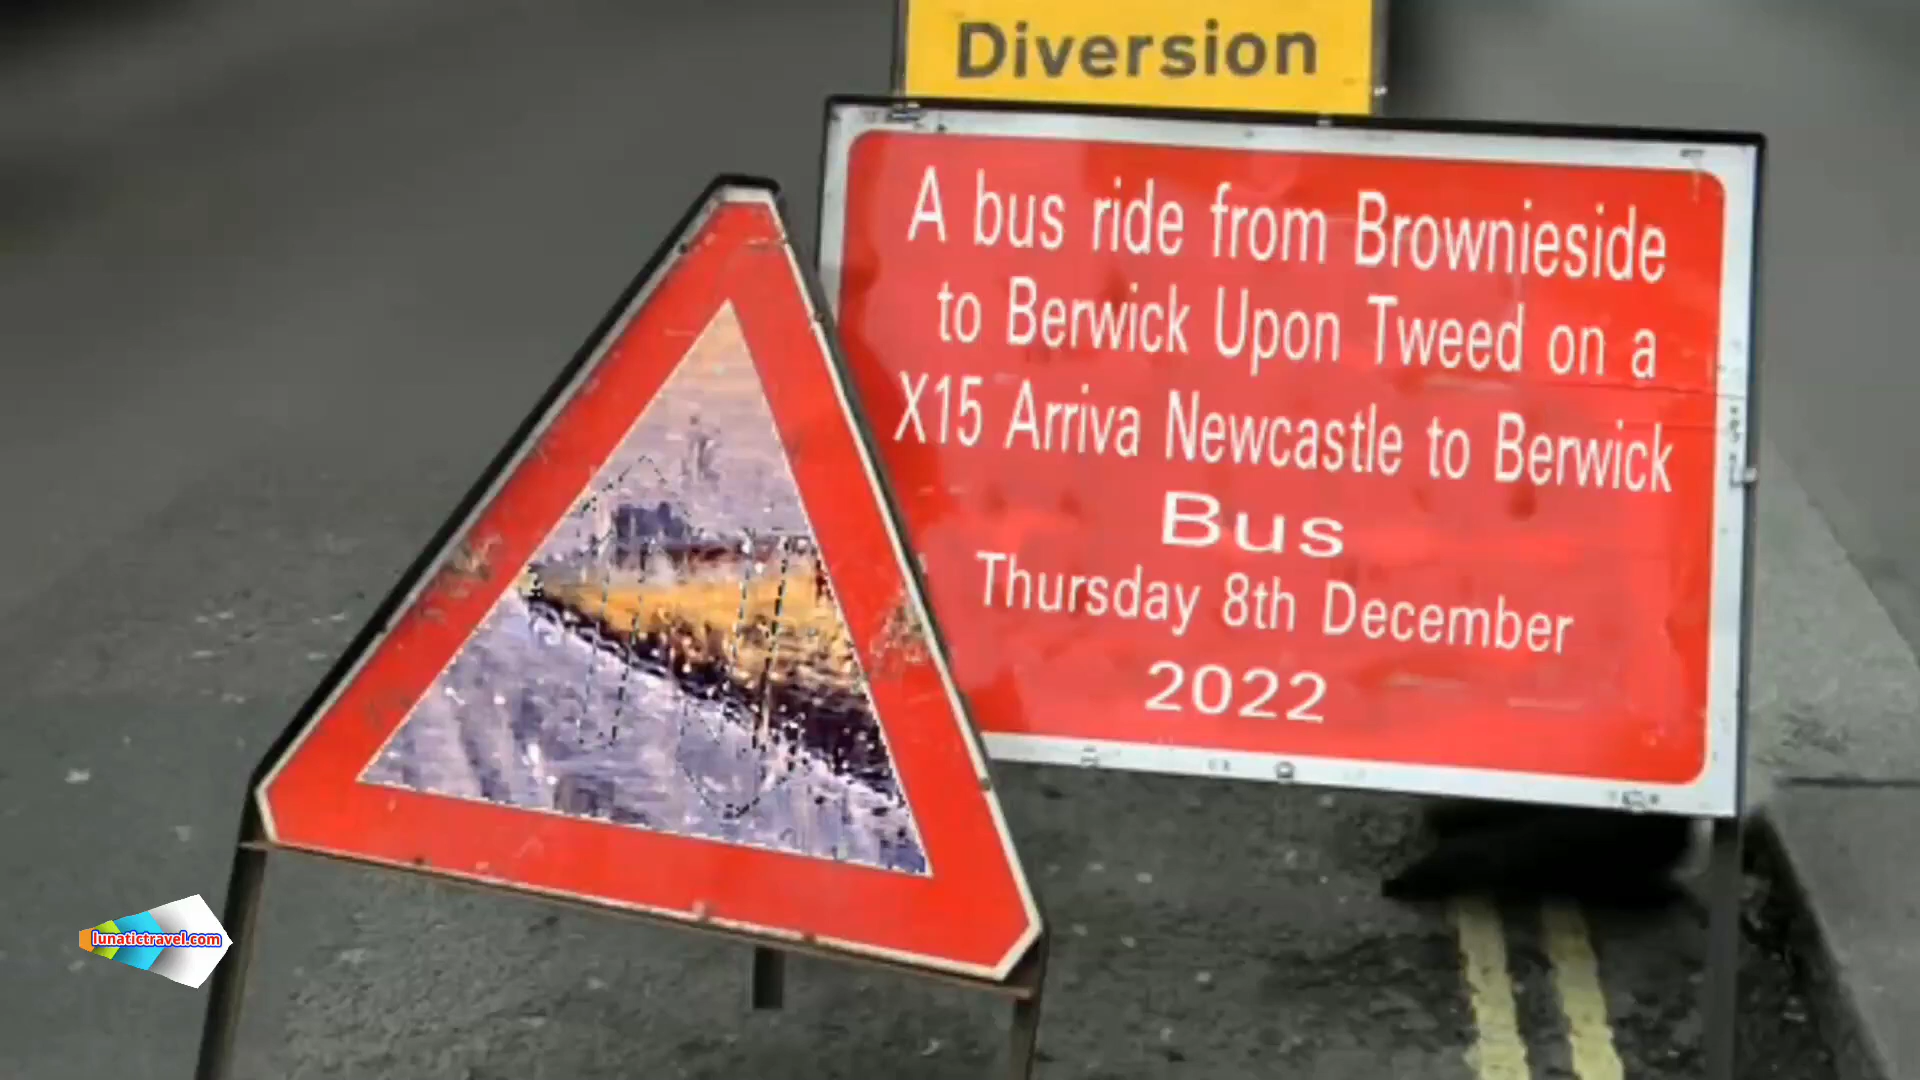 Diversion
A bus ride from Brownieside
to Berwick Upon Tweed on a
X15 Arriva Newcastle to Berwick
Bus
Thursday 8th December
2022
lunatictravel.com